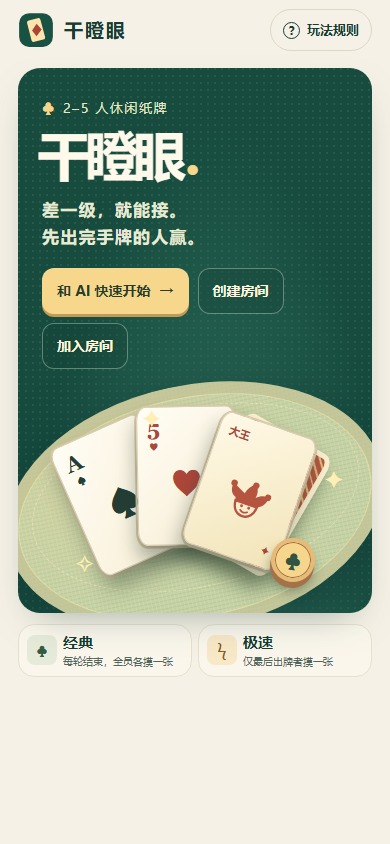 干瞪眼
? 玩法规则
♣ 2–5 人休闲纸牌
干瞪眼.
差一级，就能接。
先出完手牌的人赢。
和 AI 快速开始 →
创建房间
加入房间
A
5
大王
经典
每轮结束，全员各摸一张
极速
仅最后出牌者摸一张